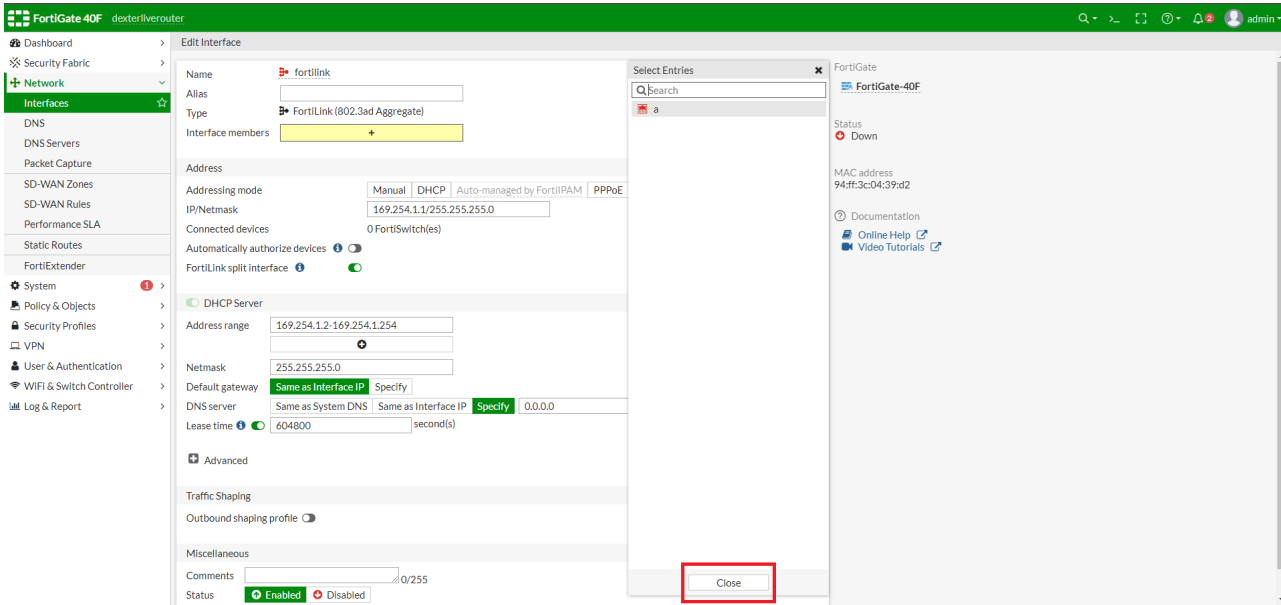 FortiGate 40F dexterliverouter admin
Dashboard
Security Fabric
Network
Interfaces
DNS
DNS Servers
Packet Capture
SD-WAN Zones
SD-WAN Rules
Performance SLA
Static Routes
FortiExtender
System 1
Policy & Objects
Security Profiles
VPN
User & Authentication
WiFi & Switch Controller
Log & Report
Edit Interface
Name fortilink
Alias
Type FortiLink (802.3ad Aggregate)
Interface members +
Address
Addressing mode Manual DHCP Auto-managed by FortiIPAM PPPoE
IP/Netmask 169.254.1.1/255.255.255.0
Connected devices 0 FortiSwitch(es)
Automatically authorize devices
FortiLink split interface
DHCP Server
Address range 169.254.1.2-169.254.1.254
Netmask 255.255.255.0
Default gateway Same as Interface IP Specify
DNS server Same as System DNS Same as Interface IP Specify 0.0.0.0
Lease time 604800 second(s)
Advanced
Traffic Shaping
Outbound shaping profile
Miscellaneous
Comments 0/255
Status Enabled Disabled
Select Entries
Search
a
Close
FortiGate
FortiGate-40F
Status
Down
MAC address
94:ff:3c:04:39:d2
Documentation
Online Help
Video Tutorials
2